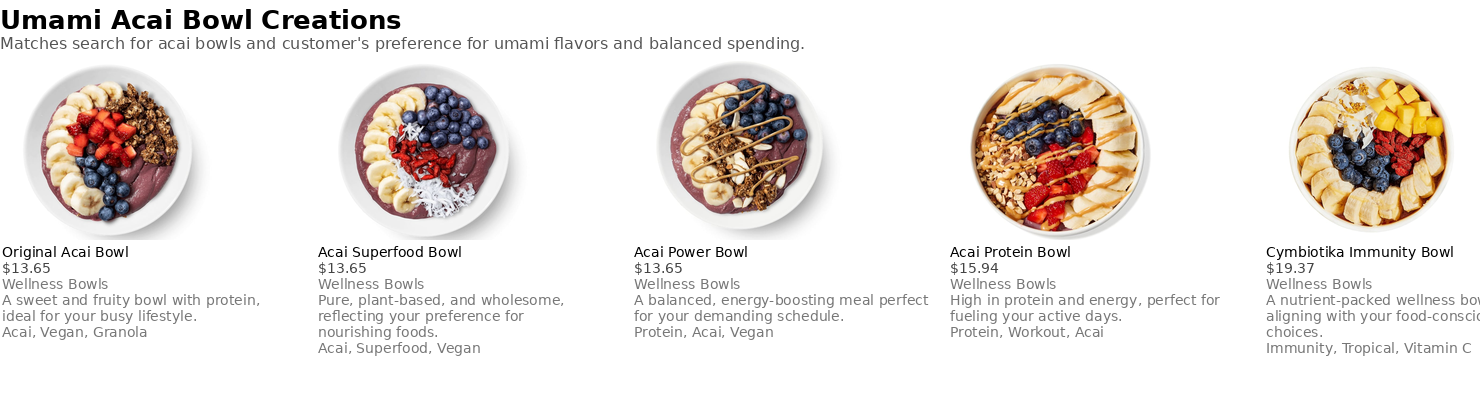 Umami Acai Bowl Creations
Matches search for acai bowls and customer's preference for umami flavors and balanced spending.
Original Acai Bowl
$13.65
Wellness Bowls
A sweet and fruity bowl with protein,
ideal for your busy lifestyle.
Acai, Vegan, Granola
Acai Superfood Bowl
$13.65
Wellness Bowls
Pure, plant-based, and wholesome,
reflecting your preference for
nourishing foods.
Acai, Superfood, Vegan
Acai Power Bowl
$13.65
Wellness Bowls
A balanced, energy-boosting meal perfect
for your demanding schedule.
Protein, Acai, Vegan
Acai Protein Bowl
$15.94
Wellness Bowls
High in protein and energy, perfect for
fueling your active days.
Protein, Workout, Acai
Cymbiotika Immunity Bowl
$19.37
Wellness Bowls
A nutrient-packed wellness
aligning with your
choices.
Immunity, Tropical, Vitamin C